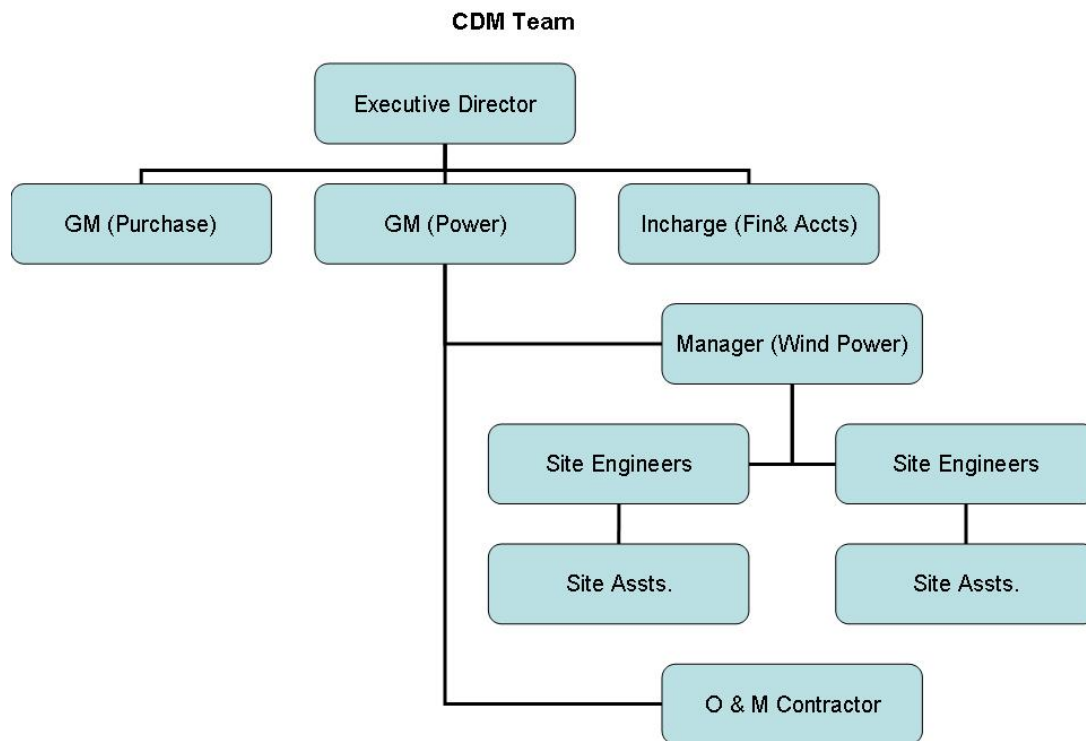 CDM Team
Executive Director
GM (Purchase)
GM (Power)
Incharge (Fin& Accts)
Manager (Wind Power)
Site Engineers
Site Engineers
Site Assts.
Site Assts.
O & M Contractor